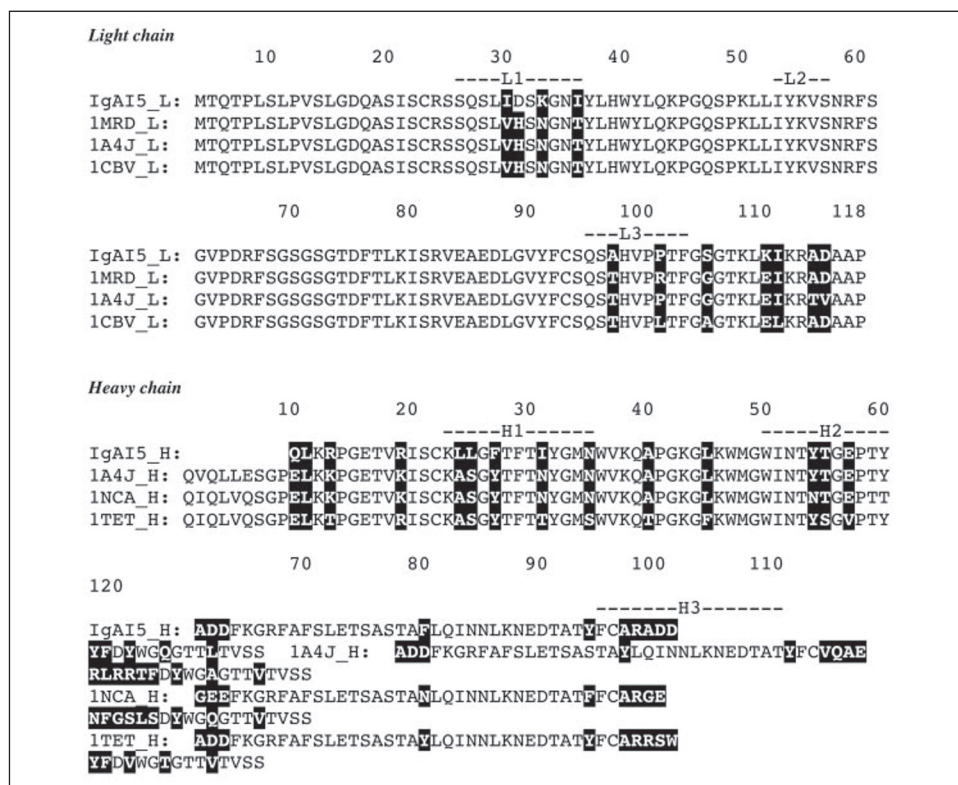 Light chain
10 20 30 40 50 60
----L1---- --L2--
IgAI5_L: MTQTPLSLPVSLGDQASISCRSSQSLIDSKGNIYLHWYLQKPGQSPKLLIYKVSNRFS
1MRD_L: MTQTPLSLPVSLGDQASISCRSSQSLVHSNGNTYLHWYLQKPGQSPKLLIYKVSNRFS
1A4J_L: MTQTPLSLPVSLGDQASISCRSSQSLVHSNGNTYLHWYLQKPGQSPKLLIYKVSNRFS
1CBV_L: MTQTPLSLPVSLGDQASISCRSSQSLVHSNGNTYLHWYLQKPGQSPKLLIYKVSNRFS
70 80 90 100 110 118
---L3----
IgAI5_L: GVPDRFSGSGSGTDFTLKISRVEAEDLGVYFCSQSAHVPPTFGSGTKLKIKRADAAP
1MRD_L: GVPDRFSGSGSGTDFTLKISRVEAEDLGVYFCSQSTHVPRTFGGGTKLEIKRADAAP
1A4J_L: GVPDRFSGSGSGTDFTLKISRVEAEDLGVYFCSQSTHVPPTFGGGTKLEIKRTVAAP
1CBV_L: GVPDRFSGSGSGTDFTLKISRVEAEDLGVYFCSQSTHVPLTFGAGTKLELKRADAAP
Heavy chain
10 20 30 40 50 60
-----H1------ -----H2----
IgAI5_H: QLKRPGETVRISCKLLGFTFTIYGMNWVKQAPGKGLKWMGWINTYTGEPTY
1A4J_H: QVQLLESGPELKKPGETVKISCKASGYTFTNYGMNWVKQAPGKGLKWMGWINTYTGEPTY
1NCA_H: QIQLVQSGPELKKPGETVKISCKASGYTFTNYGMNWVKQAPGKGLKWMGWINTNTGEPTT
1TET_H: QIQLVQSGPELKTPGETVRISCKASGYTFTTYGMSWVKQTPGKGFKWMGWINTYSGVPTY
70 80 90 100 110
120
-------H3-------
IgAI5_H: ADDFKGRFAFSLETSASTAFLQINNLKNEDTATYFCARADD
YFDYWGQGTTLTVSS 1A4J_H: ADDFKGRFAFSLETSASTAYLQINNLKNEDTATYFCVQAE
RLRRTFDYWGAGTTVTVSS
1NCA_H: GEEFKGRFAFSLETSASTANLQINNLKNEDTATFFCARGE
NFGSLSDYWGQGTTVTVSS
1TET_H: ADDFKGRFAFSLETSASTAYLQINNLKNEDTATYFCARRSW
YFDVWGTGTTVTVSS